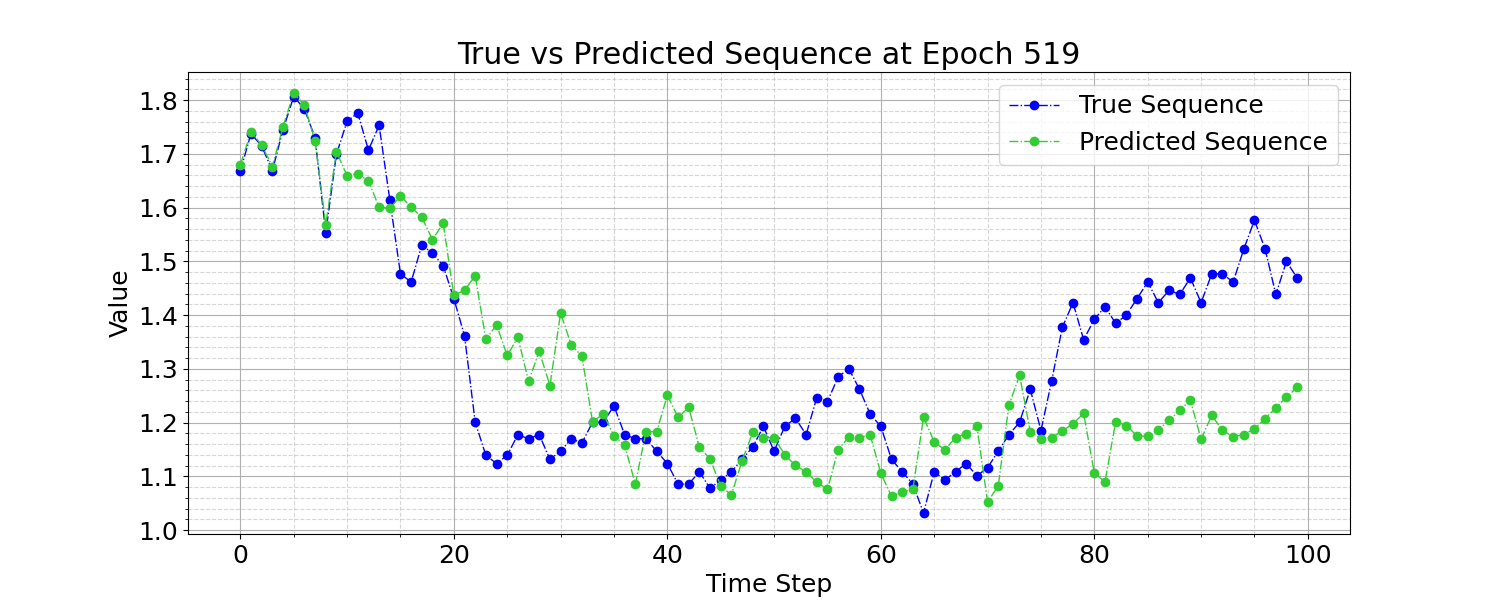 True vs Predicted Sequence at Epoch 519
True Sequence
Predicted Sequence
Value
1.8
1.7
1.6
1.5
1.4
1.3
1.2
1.1
1.0
0 20 40 60 80 100
Time Step